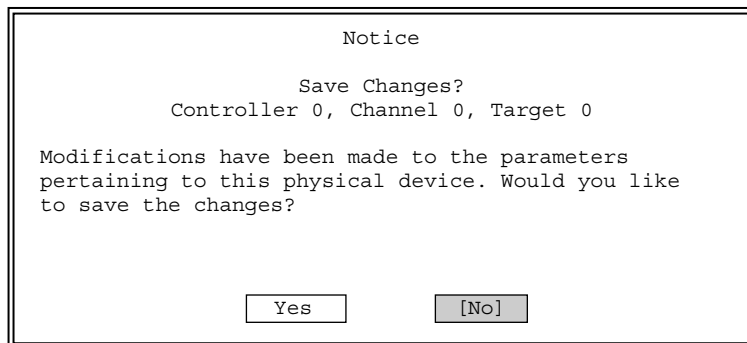 Notice
Save Changes?
Controller 0, Channel 0, Target 0
Modifications have been made to the parameters
pertaining to this physical device. Would you like
to save the changes?
Yes [No]